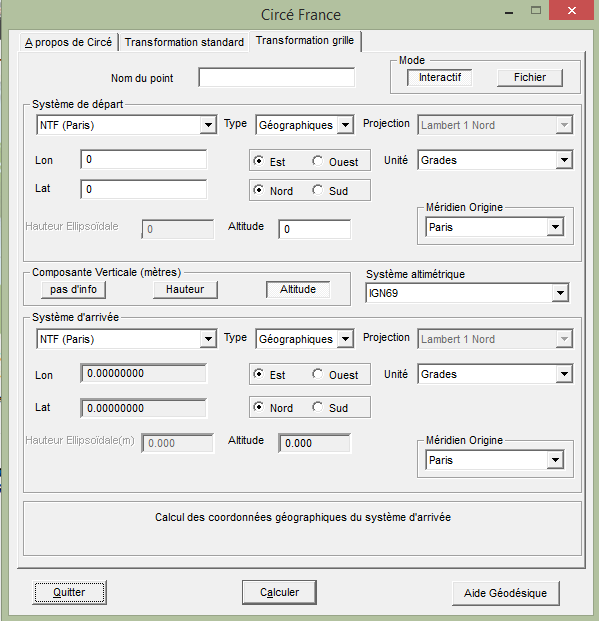 Circé France
A propos de Circé Transformation standard Transformation grille
Nom du point
Mode
Interactif Fichier
Système de départ
NTF (Paris) Type Géographiques Projection Lambert 1 Nord
Lon 0 Est Ouest Unité Grades
Lat 0 Nord Sud
Méridien Origine
Hauteur Ellipsoïdale 0 Altitude 0 Paris
Composante Verticale (mètres) Système altimétrique
pas d'info Hauteur Altitude IGN69
Système d'arrivée
NTF (Paris) Type Géographiques Projection Lambert 1 Nord
Lon 0.00000000 Est Ouest Unité Grades
Lat 0.00000000 Nord Sud
Hauteur Ellipsoïdale(m) 0.000 Altitude 0.000 Méridien Origine
Paris
Calcul des coordonnées géographiques du système d'arrivée
Quitter Calculer Aide Géodésique